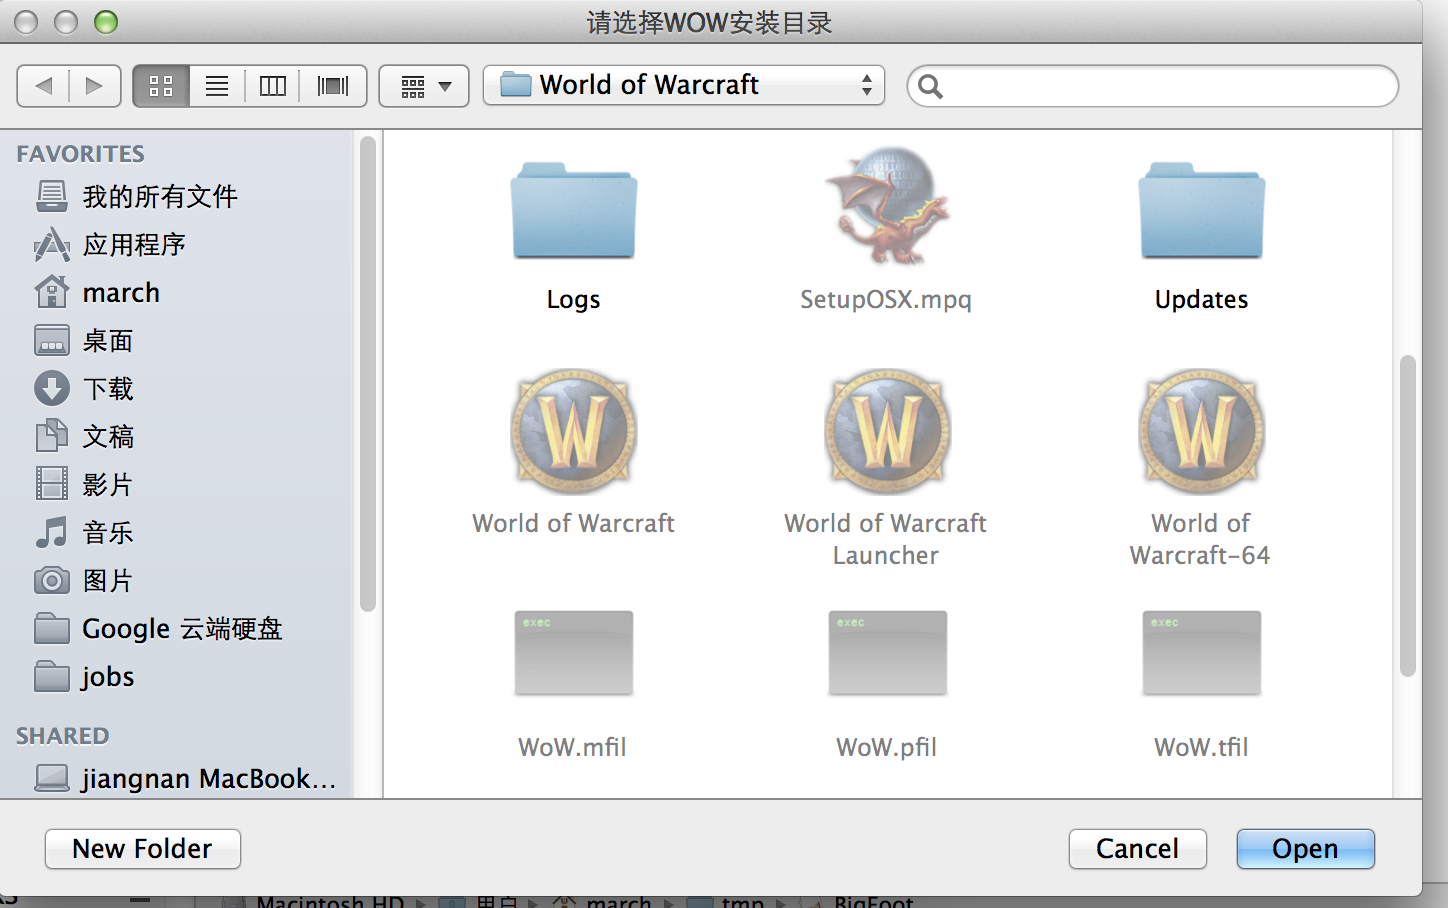 请选择WOW安装目录
World of Warcraft
FAVORITES
我的所有文件
应用程序
march
桌面
下载
文稿
影片
音乐
图片
Google 云端硬盘
jobs
SHARED
jiangnan MacBook...
Logs
SetupOSX.mpq
Updates
World of Warcraft
World of Warcraft
Launcher
World of
Warcraft-64
exec
exec
exec
WoW.mfil
WoW.pfil
WoW.tfil
New Folder
Cancel
Open
Macintosh HD
用户
march
tmp
BigFoot